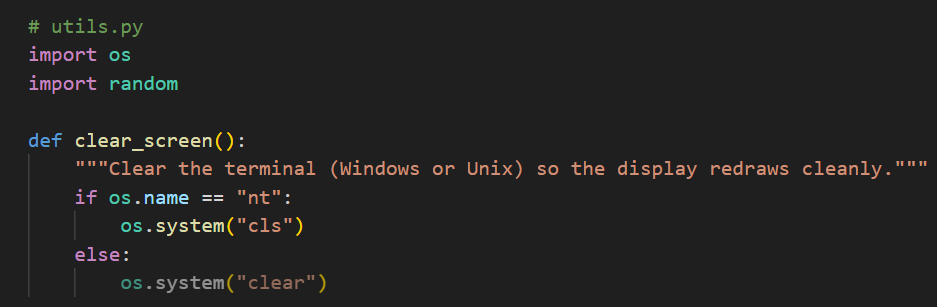 # utils.py
import os
import random
def clear_screen():
"""Clear the terminal (Windows or Unix) so the display redraws cleanly."""
if os.name == "nt":
os.system("cls")
else:
os.system("clear")